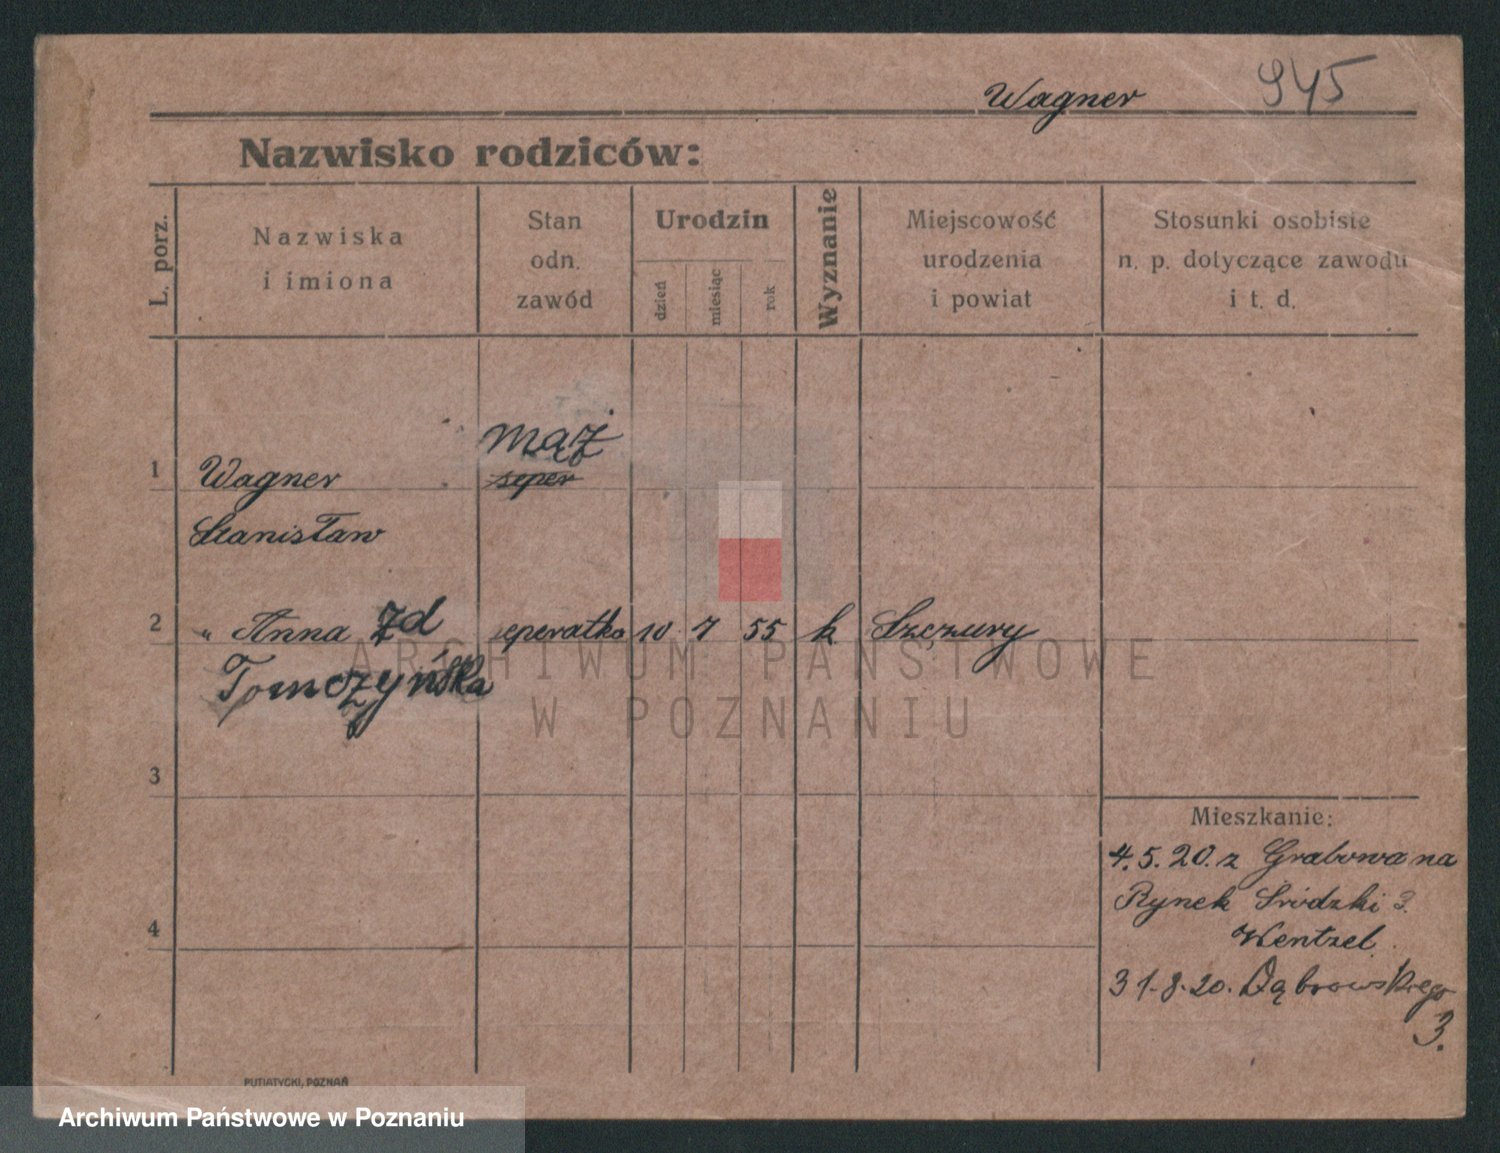 Wagner 945
Nazwisko rodziców:
L. porz.
Nazwiska
i imiona
Stan
odn.
zawód
Urodzin
dzień
miesiąc
rok
Wyznanie
Miejscowość
urodzenia
i powiat
Stosunki osobiste
n. p. dotyczące zawodu
i t. d.
mąż
1 Wagner seper
Stanisław
2 " Anna zd seperatka 10 7 55 k Szczury
Tomczyńska
3
4
Mieszkanie:
4.5.20. z Grabowa na
Rynek Śródzki 3.
Wentzel.
31.8.20. Dąbrowskiego
3.
PUTIATYCKI, POZNAŃ
ARCHIWUM PAŃSTWOWE
W POZNANIU
Archiwum Państwowe w Poznaniu